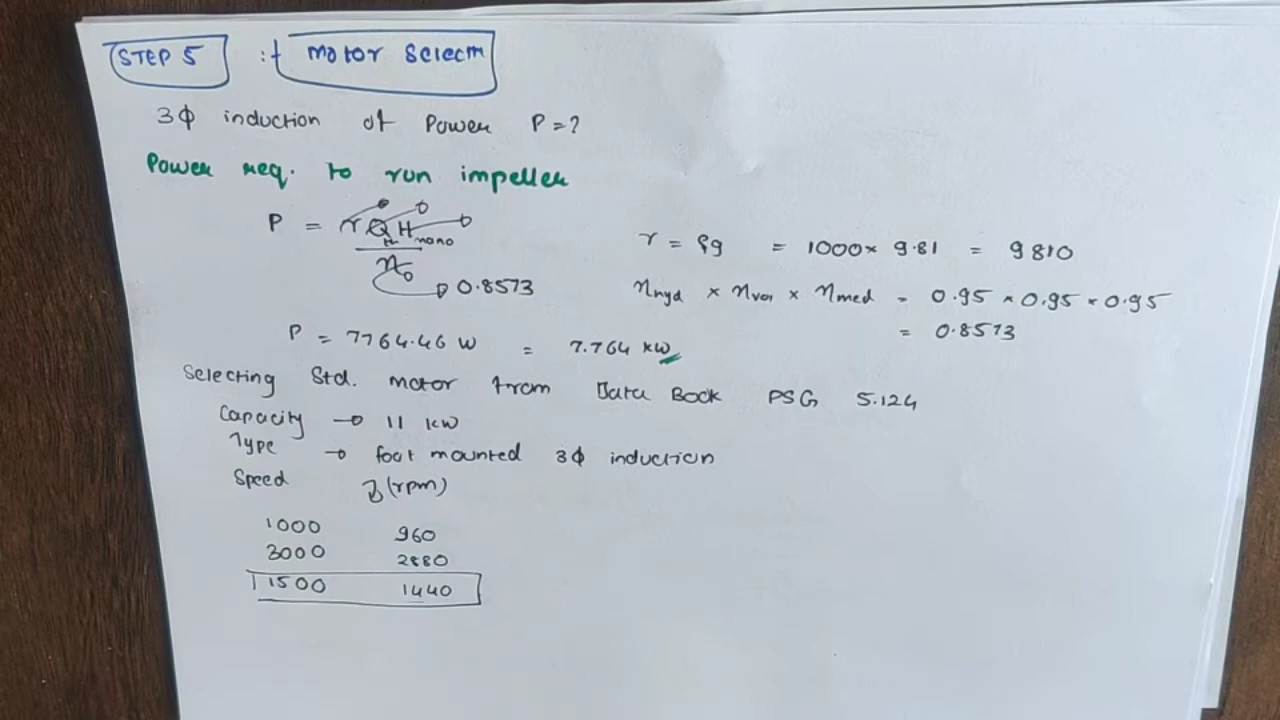 STEP 5 :- Motor Selectn
3Φ induction of Power P = ?
Power req. to run impeller
P = γ Q H mano / η₀
→ 0.8573
γ = ρg = 1000 × 9.81 = 9810
ηhyd × ηvol × ηmed = 0.95 × 0.95 × 0.95
= 0.8573
P = 7764.46 W = 7.764 KW
Selecting Std. motor from Data Book PSG 5.124
Capacity → 11 kW
Type → foot mounted 3Φ induction
Speed (rpm)
1000 960
3000 2880
1500 1440